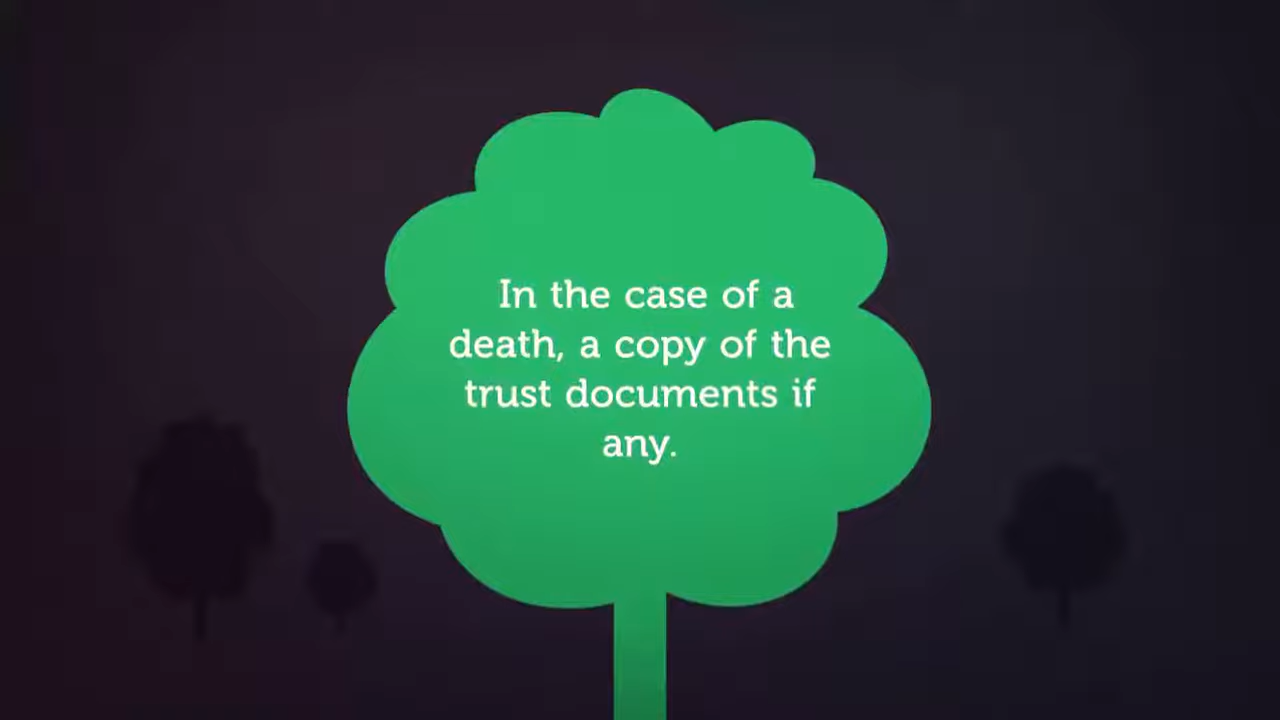 In the case of a
death, a copy of the
trust documents if
any.